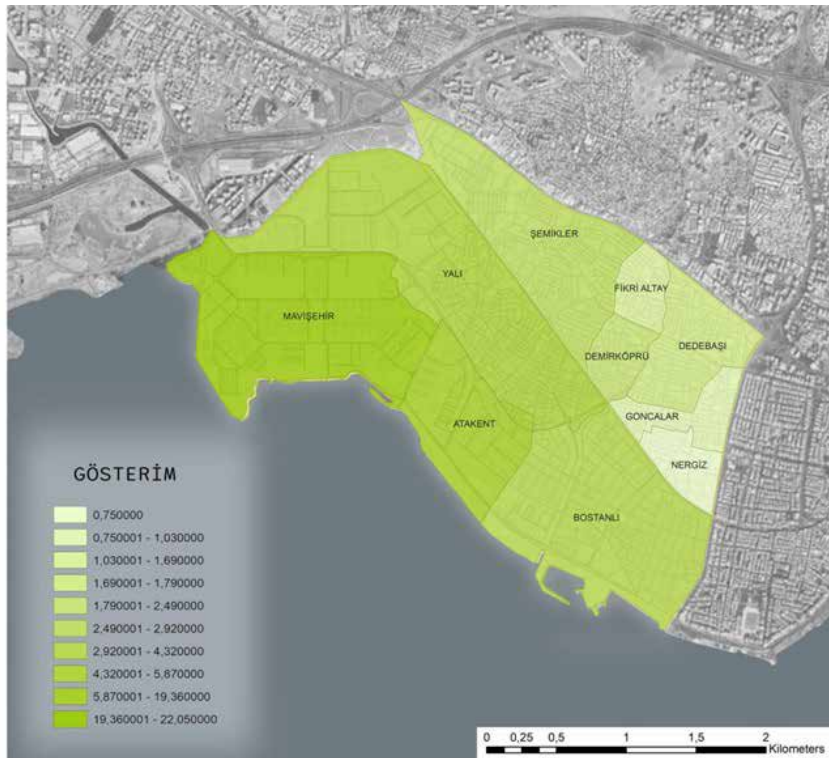 ŞEMİKLER
FİKRİ ALTAY
YALI
MAVİŞEHİR
DEMİRKÖPRÜ
DEDEBAŞI
GONCALAR
ATAKENT
NERGİZ
BOSTANLI
GÖSTERİM
0,750000
0,750001 - 1,030000
1,030001 - 1,690000
1,690001 - 1,790000
1,790001 - 2,490000
2,490001 - 2,920000
2,920001 - 4,320000
4,320001 - 5,870000
5,870001 - 19,360000
19,360001 - 22,050000
0 0,25 0,5 1 1,5 2
Kilometers